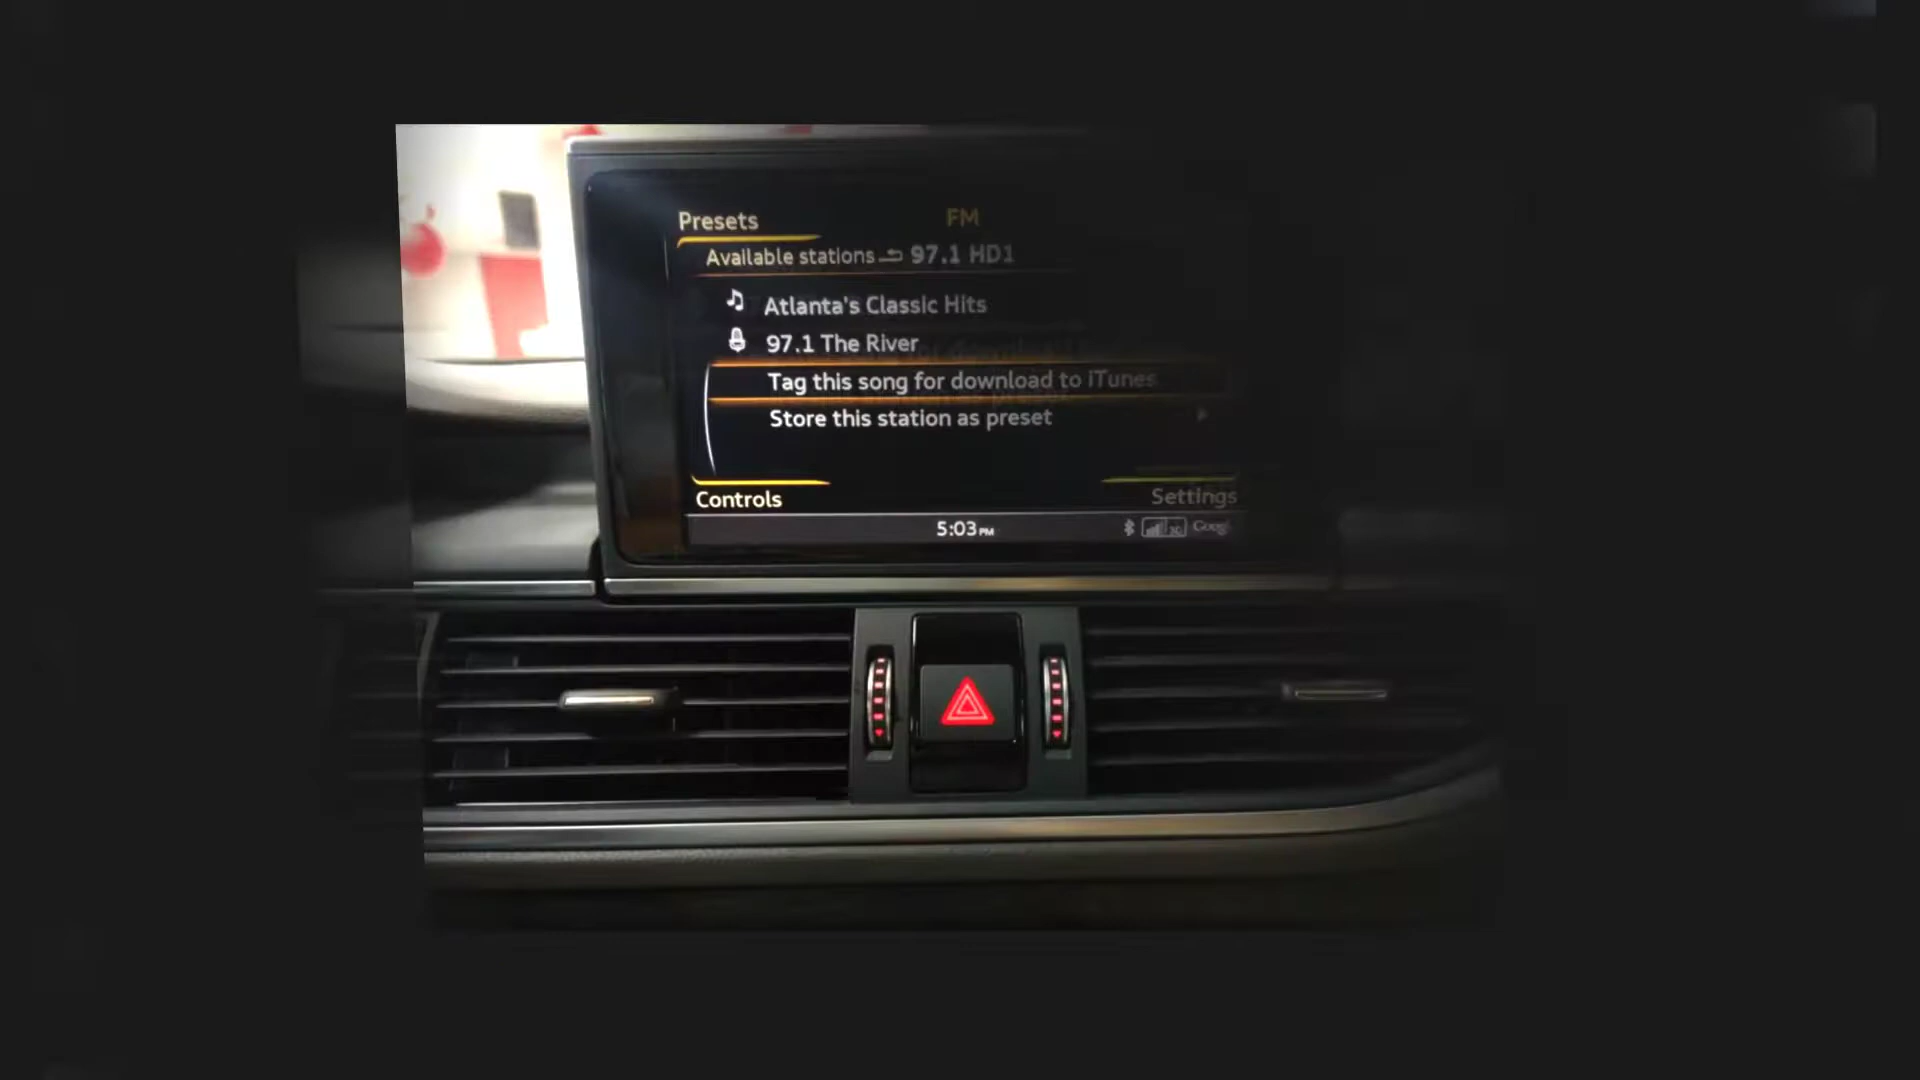 Presets FM
Available stations 97.1 HD1
Atlanta's Classic Hits
97.1 The River
Tag this song for download to iTunes
Store this station as preset
Controls Settings
5:03 PM 3G